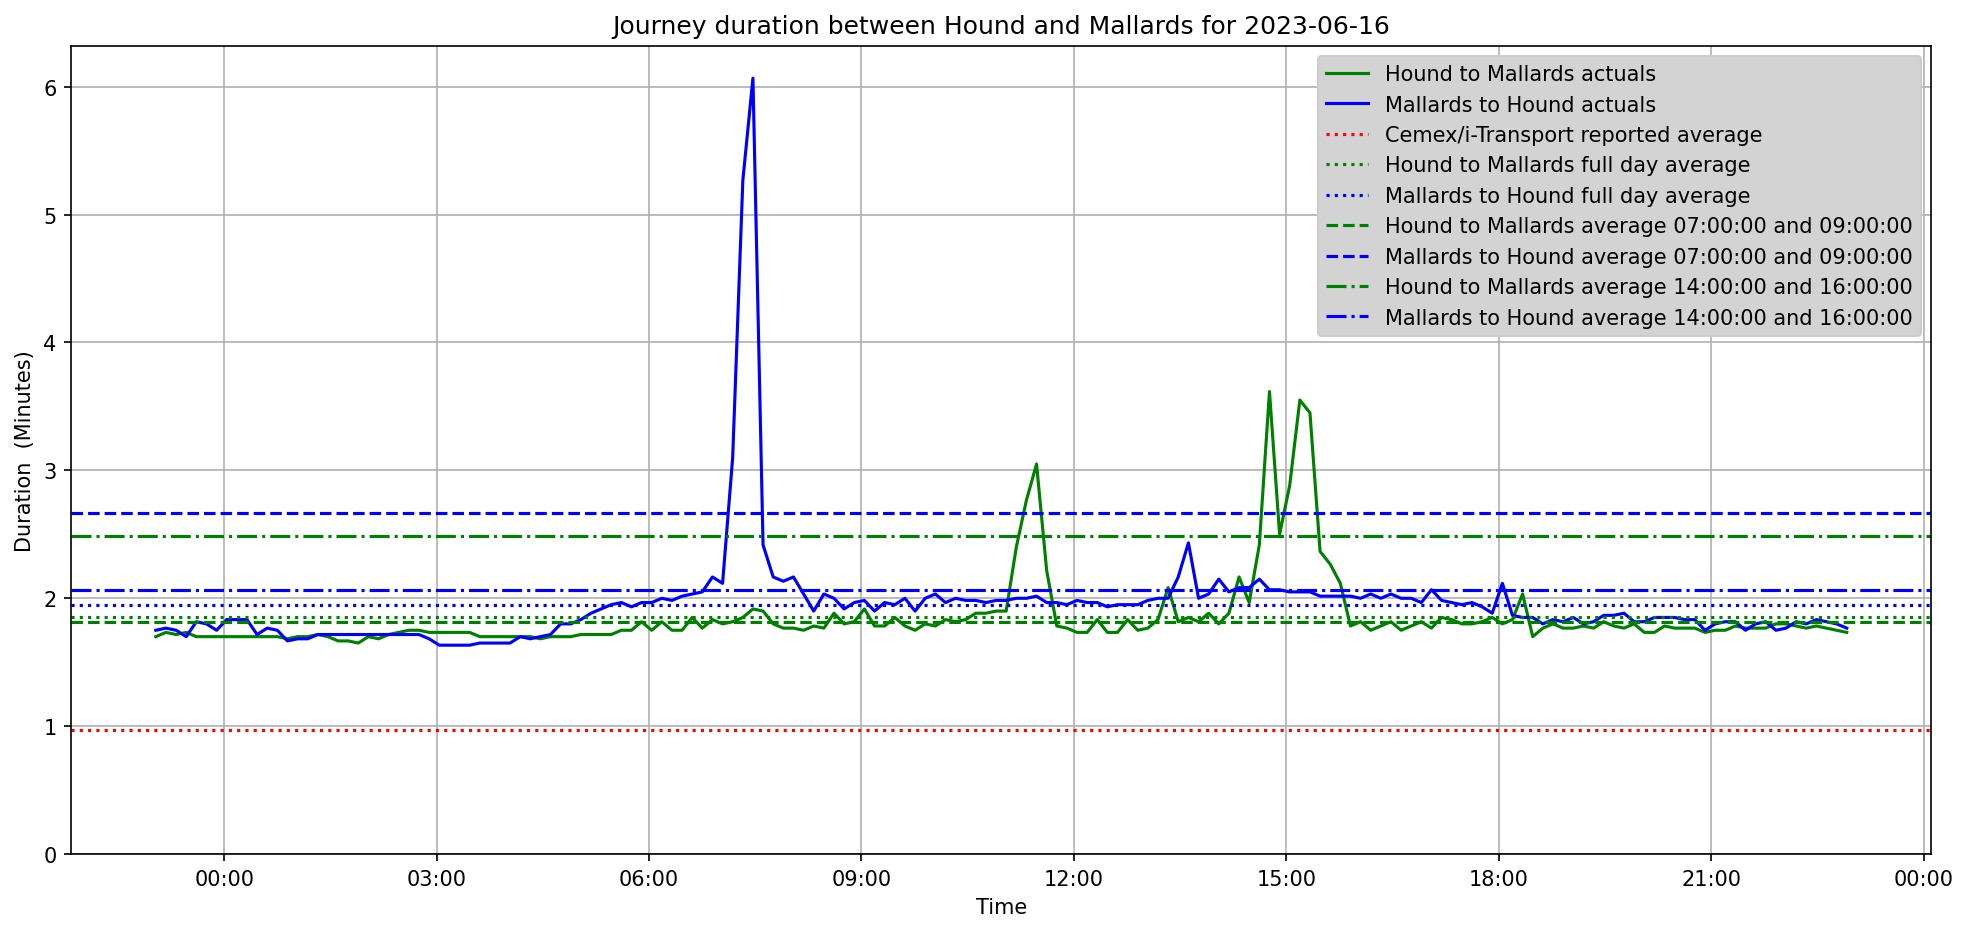 Journey duration between Hound and Mallards for 2023-06-16
Hound to Mallards actuals
Mallards to Hound actuals
Cemex/i-Transport reported average
Hound to Mallards full day average
Mallards to Hound full day average
Hound to Mallards average 07:00:00 and 09:00:00
Mallards to Hound average 07:00:00 and 09:00:00
Hound to Mallards average 14:00:00 and 16:00:00
Mallards to Hound average 14:00:00 and 16:00:00
Duration (Minutes)
6
5
4
3
2
1
0
00:00 03:00 06:00 09:00 12:00 15:00 18:00 21:00 00:00
Time